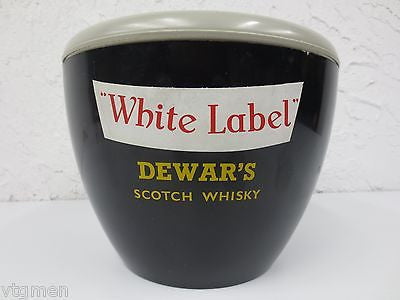 "White Label"
DEWAR'S
SCOTCH WHISKY
vtgmen